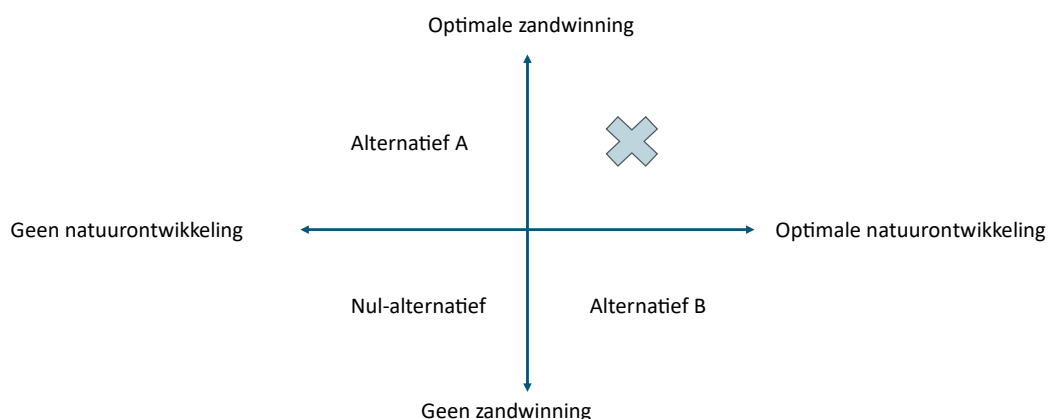 Optimale zandwinning
Alternatief A
Geen natuurontwikkeling
Optimale natuurontwikkeling
Nul-alternatief
Alternatief B
Geen zandwinning